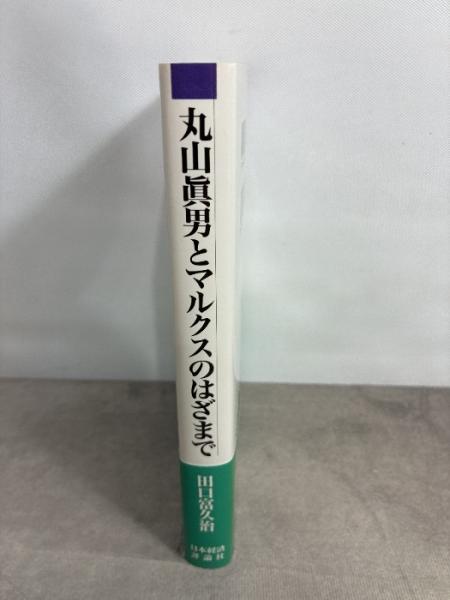 丸山眞男とマルクスのはざまで
田口富久治
日本経済
評論社